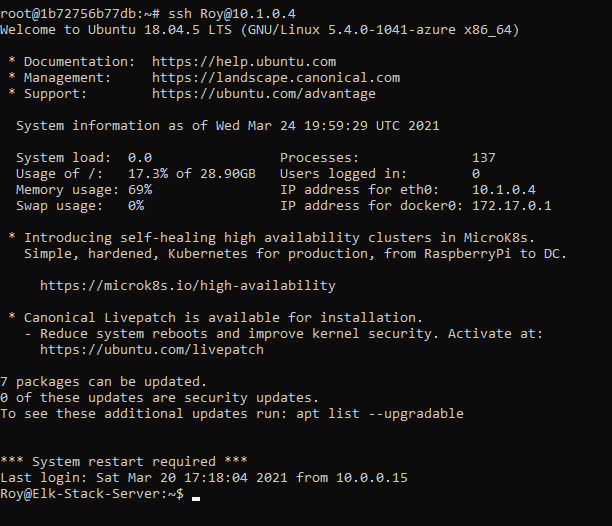 root@1b72756b77db:~# ssh Roy@10.1.0.4
Welcome to Ubuntu 18.04.5 LTS (GNU/Linux 5.4.0-1041-azure x86_64)
* Documentation:  https://help.ubuntu.com
* Management:     https://landscape.canonical.com
* Support:        https://ubuntu.com/advantage
System information as of Wed Mar 24 19:59:29 UTC 2021
System load:  0.0                Processes:              137
Usage of /:   17.3% of 28.90GB   Users logged in:        0
Memory usage: 69%                IP address for eth0:    10.1.0.4
Swap usage:   0%                 IP address for docker0: 172.17.0.1
* Introducing self-healing high availability clusters in MicroK8s.
Simple, hardened, Kubernetes for production, from RaspberryPi to DC.
https://microk8s.io/high-availability
* Canonical Livepatch is available for installation.
- Reduce system reboots and improve kernel security. Activate at:
https://ubuntu.com/livepatch
7 packages can be updated.
0 of these updates are security updates.
To see these additional updates run: apt list --upgradable
*** System restart required ***
Last login: Sat Mar 20 17:18:04 2021 from 10.0.0.15
Roy@Elk-Stack-Server:~$